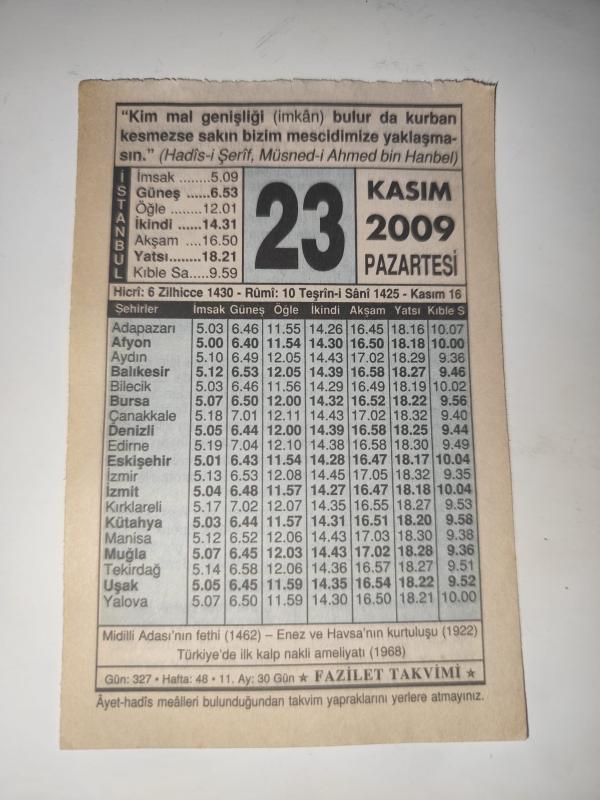 “Kim mal genişliği (imkân) bulur da kurban
kesmezse sakın bizim mescidimize yaklaşma-
sın.” (Hadîs-i Şerîf, Müsned-i Ahmed bin Hanbel)
İSTANBUL
İmsak ........5.09
Güneş ......6.53
Öğle ........12.01
İkindi ......14.31
Akşam ....16.50
Yatsı.......18.21
Kıble Sa.....9.59
23
KASIM
2009
PAZARTESİ
Hicrî: 6 Zilhicce 1430 - Rûmî: 10 Teşrîn-i Sânî 1425 - Kasım 16
Şehirler İmsak Güneş Öğle İkindi Akşam Yatsı Kıble S
Adapazarı 5.03 6.46 11.55 14.26 16.45 18.16 10.07
Afyon 5.00 6.40 11.54 14.30 16.50 18.18 10.00
Aydın 5.10 6.49 12.05 14.43 17.02 18.29 9.36
Balıkesir 5.12 6.53 12.05 14.39 16.58 18.27 9.46
Bilecik 5.03 6.46 11.56 14.29 16.49 18.19 10.02
Bursa 5.07 6.50 12.00 14.32 16.52 18.22 9.56
Çanakkale 5.18 7.01 12.11 14.43 17.02 18.32 9.40
Denizli 5.05 6.44 12.00 14.39 16.58 18.25 9.44
Edirne 5.19 7.04 12.10 14.38 16.58 18.30 9.49
Eskişehir 5.01 6.43 11.54 14.28 16.47 18.17 10.04
İzmir 5.13 6.53 12.08 14.45 17.05 18.32 9.35
İzmit 5.04 6.48 11.57 14.27 16.47 18.18 10.04
Kırklareli 5.17 7.02 12.07 14.35 16.55 18.27 9.53
Kütahya 5.03 6.44 11.57 14.31 16.51 18.20 9.58
Manisa 5.12 6.52 12.06 14.43 17.03 18.30 9.38
Muğla 5.07 6.45 12.03 14.43 17.02 18.28 9.36
Tekirdağ 5.14 6.58 12.06 14.36 16.57 18.27 9.51
Uşak 5.05 6.45 11.59 14.35 16.54 18.22 9.52
Yalova 5.07 6.50 11.59 14.30 16.50 18.21 10.00
Midilli Adası’nın fethi (1462) – Enez ve Havsa’nın kurtuluşu (1922)
Türkiye’de ilk kalp nakli ameliyatı (1968)
Gün: 327 • Hafta: 48 • 11. Ay: 30 Gün ★ FAZİLET TAKVİMİ ★
Âyet-hadîs meâlleri bulunduğundan takvim yapraklarını yerlere atmayınız.